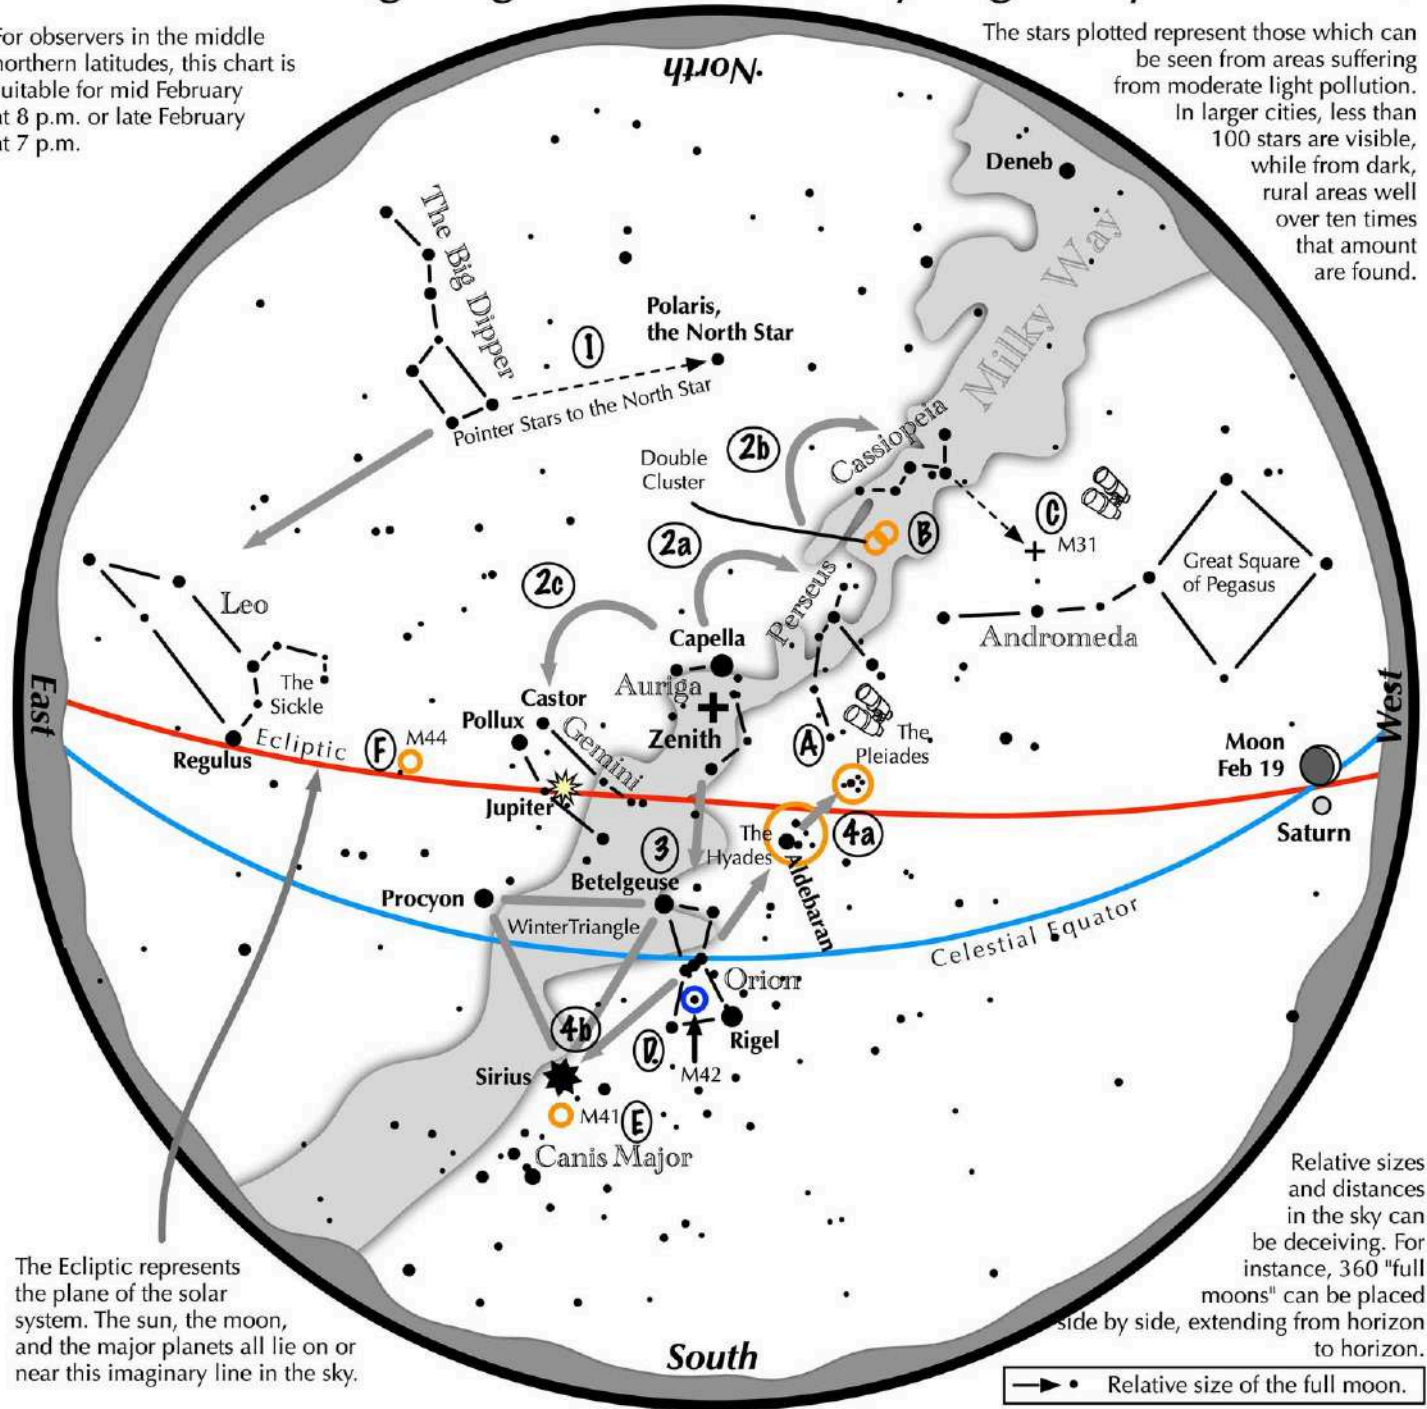 For observers in the middle
northern latitudes, this chart is
suitable for mid February
at 8 p.m. or late February
at 7 p.m.
The stars plotted represent those which can
be seen from areas suffering
from moderate light pollution.
In larger cities, less than
100 stars are visible,
while from dark,
rural areas well
over ten times
that amount
are found.
North
Deneb
Milky Way
The Big Dipper
Polaris,
the North Star
1
Pointer Stars to the North Star
Cassiopeia
2b
Double
Cluster
B
C
M31
2a
2c
Great Square
of Pegasus
Perseus
Andromeda
Leo
The
Sickle
Capella
Auriga
Castor
Pollux
Gemini
Zenith
A
The
Pleiades
East
West
Regulus
Ecliptic
F
M44
Moon
Feb 19
Jupiter
Saturn
3
The
Hyades
Aldebaran
4a
Betelgeuse
Procyon
WinterTriangle
Celestial Equator
Orion
4b
D
Rigel
M42
Sirius
M41
E
Canis Major
South
The Ecliptic represents
the plane of the solar
system. The sun, the moon,
and the major planets all lie on or
near this imaginary line in the sky.
Relative sizes
and distances
in the sky can
be deceiving. For
instance, 360 "full
moons" can be placed
side by side, extending from horizon
to horizon.
Relative size of the full moon.